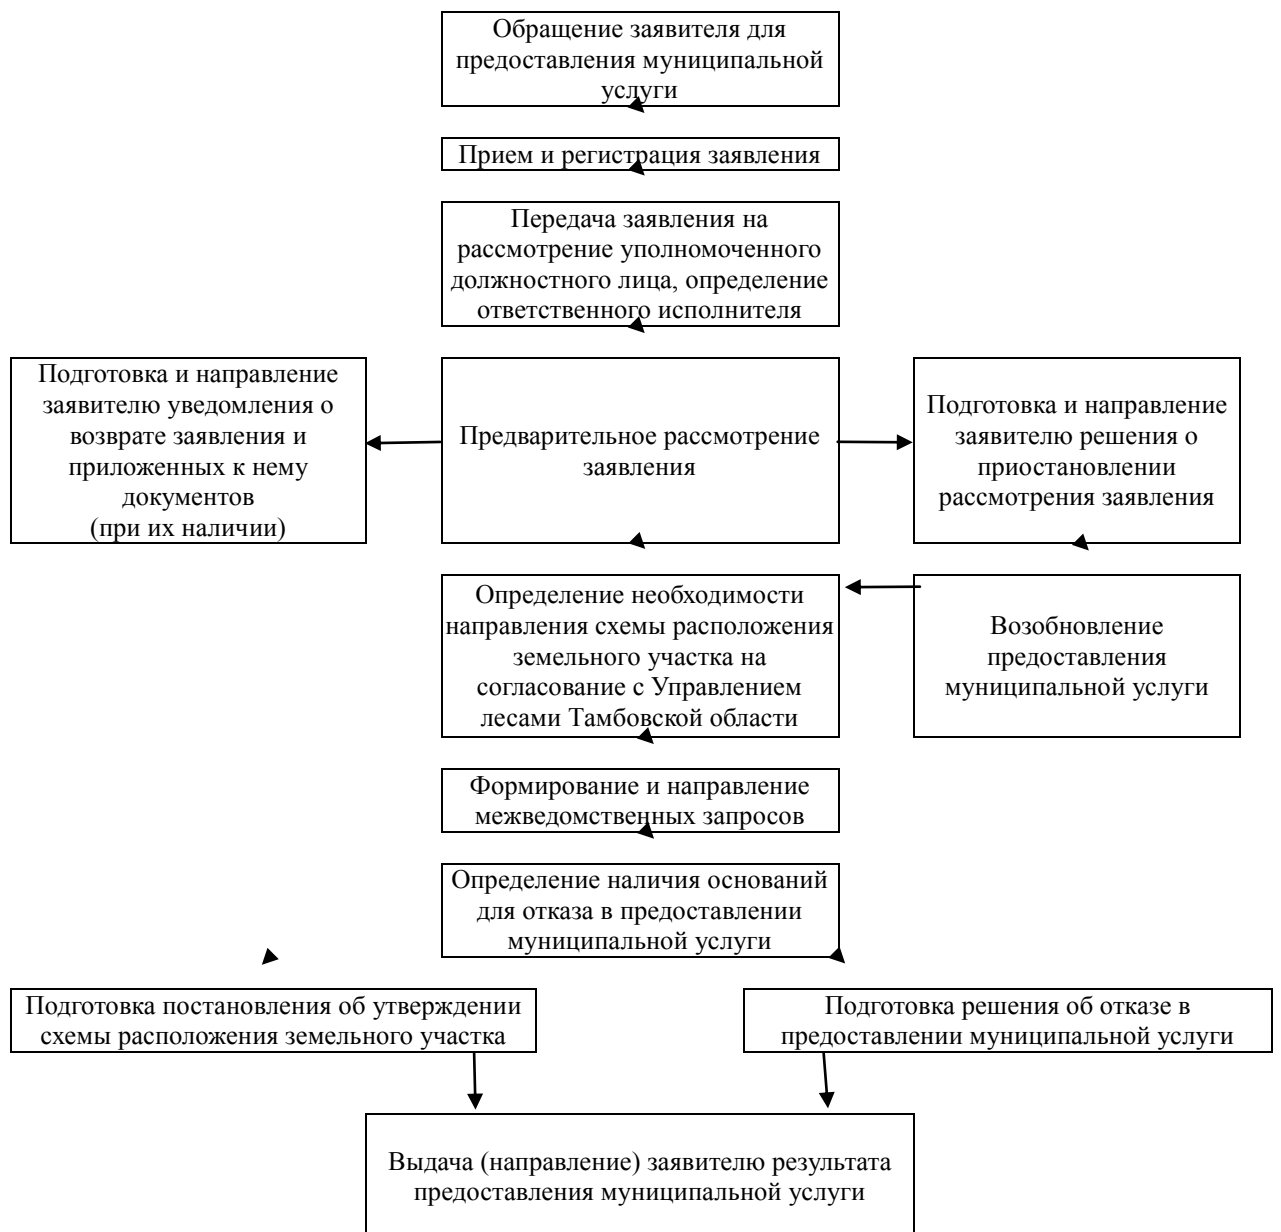 Обращение заявителя для
предоставления муниципальной
услуги
Прием и регистрация заявления
Передача заявления на
рассмотрение уполномоченного
должностного лица, определение
ответственного исполнителя
Подготовка и направление
заявителю уведомления о
возврате заявления и
приложенных к нему
документов
(при их наличии)
Предварительное рассмотрение
заявления
Подготовка и направление
заявителю решения о
приостановлении
рассмотрения заявления
Определение необходимости
направления схемы расположения
земельного участка на
согласование с Управлением
лесами Тамбовской области
Возобновление
предоставления
муниципальной услуги
Формирование и направление
межведомственных запросов
Определение наличия оснований
для отказа в предоставлении
муниципальной услуги
Подготовка постановления об утверждении
схемы расположения земельного участка
Подготовка решения об отказе в
предоставлении муниципальной услуги
Выдача (направление) заявителю результата
предоставления муниципальной услуги